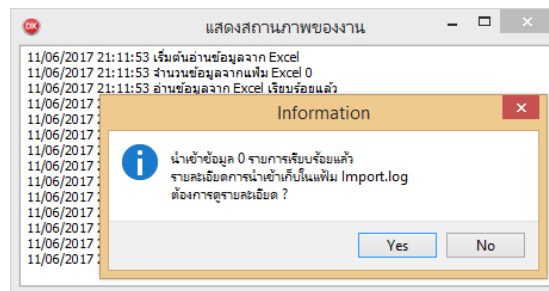 แสดงสถานภาพของงาน
11/06/2017 21:11:53 เริ่มต้นอ่านข้อมูลจาก Excel
11/06/2017 21:11:53 จำนวนข้อมูลจากแฟ้ม Excel 0
11/06/2017 21:11:53 อ่านข้อมูลจาก Excel เรียบร้อยแล้ว
11/06/2017
11/06/2017
11/06/2017
11/06/2017
11/06/2017
11/06/2017
11/06/2017
11/06/2017
11/06/2017
11/06/2017
11/06/2017
Information
นำเข้าข้อมูล 0 รายการเรียบร้อยแล้ว
รายละเอียดการนำเข้าเก็บในแฟ้ม Import.log
ต้องการดูรายละเอียด ?
Yes
No